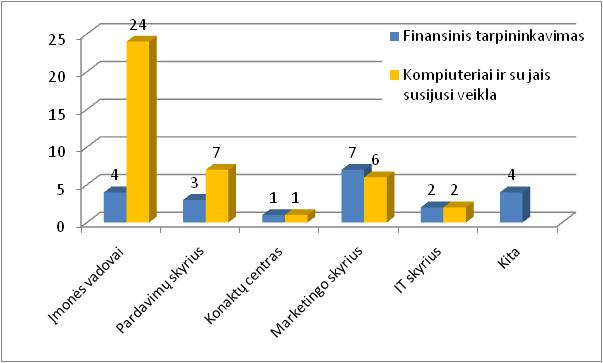 25
20
15
10
5
0
4
24
3
7
1
1
7
6
2
2
4
Įmonės vadovai
Pardavimų skyrius
Konaktų centras
Marketingo skyrius
IT skyrius
Kita
Finansinis tarpininkavimas
Kompiuteriai ir su jais
susijusi veikla